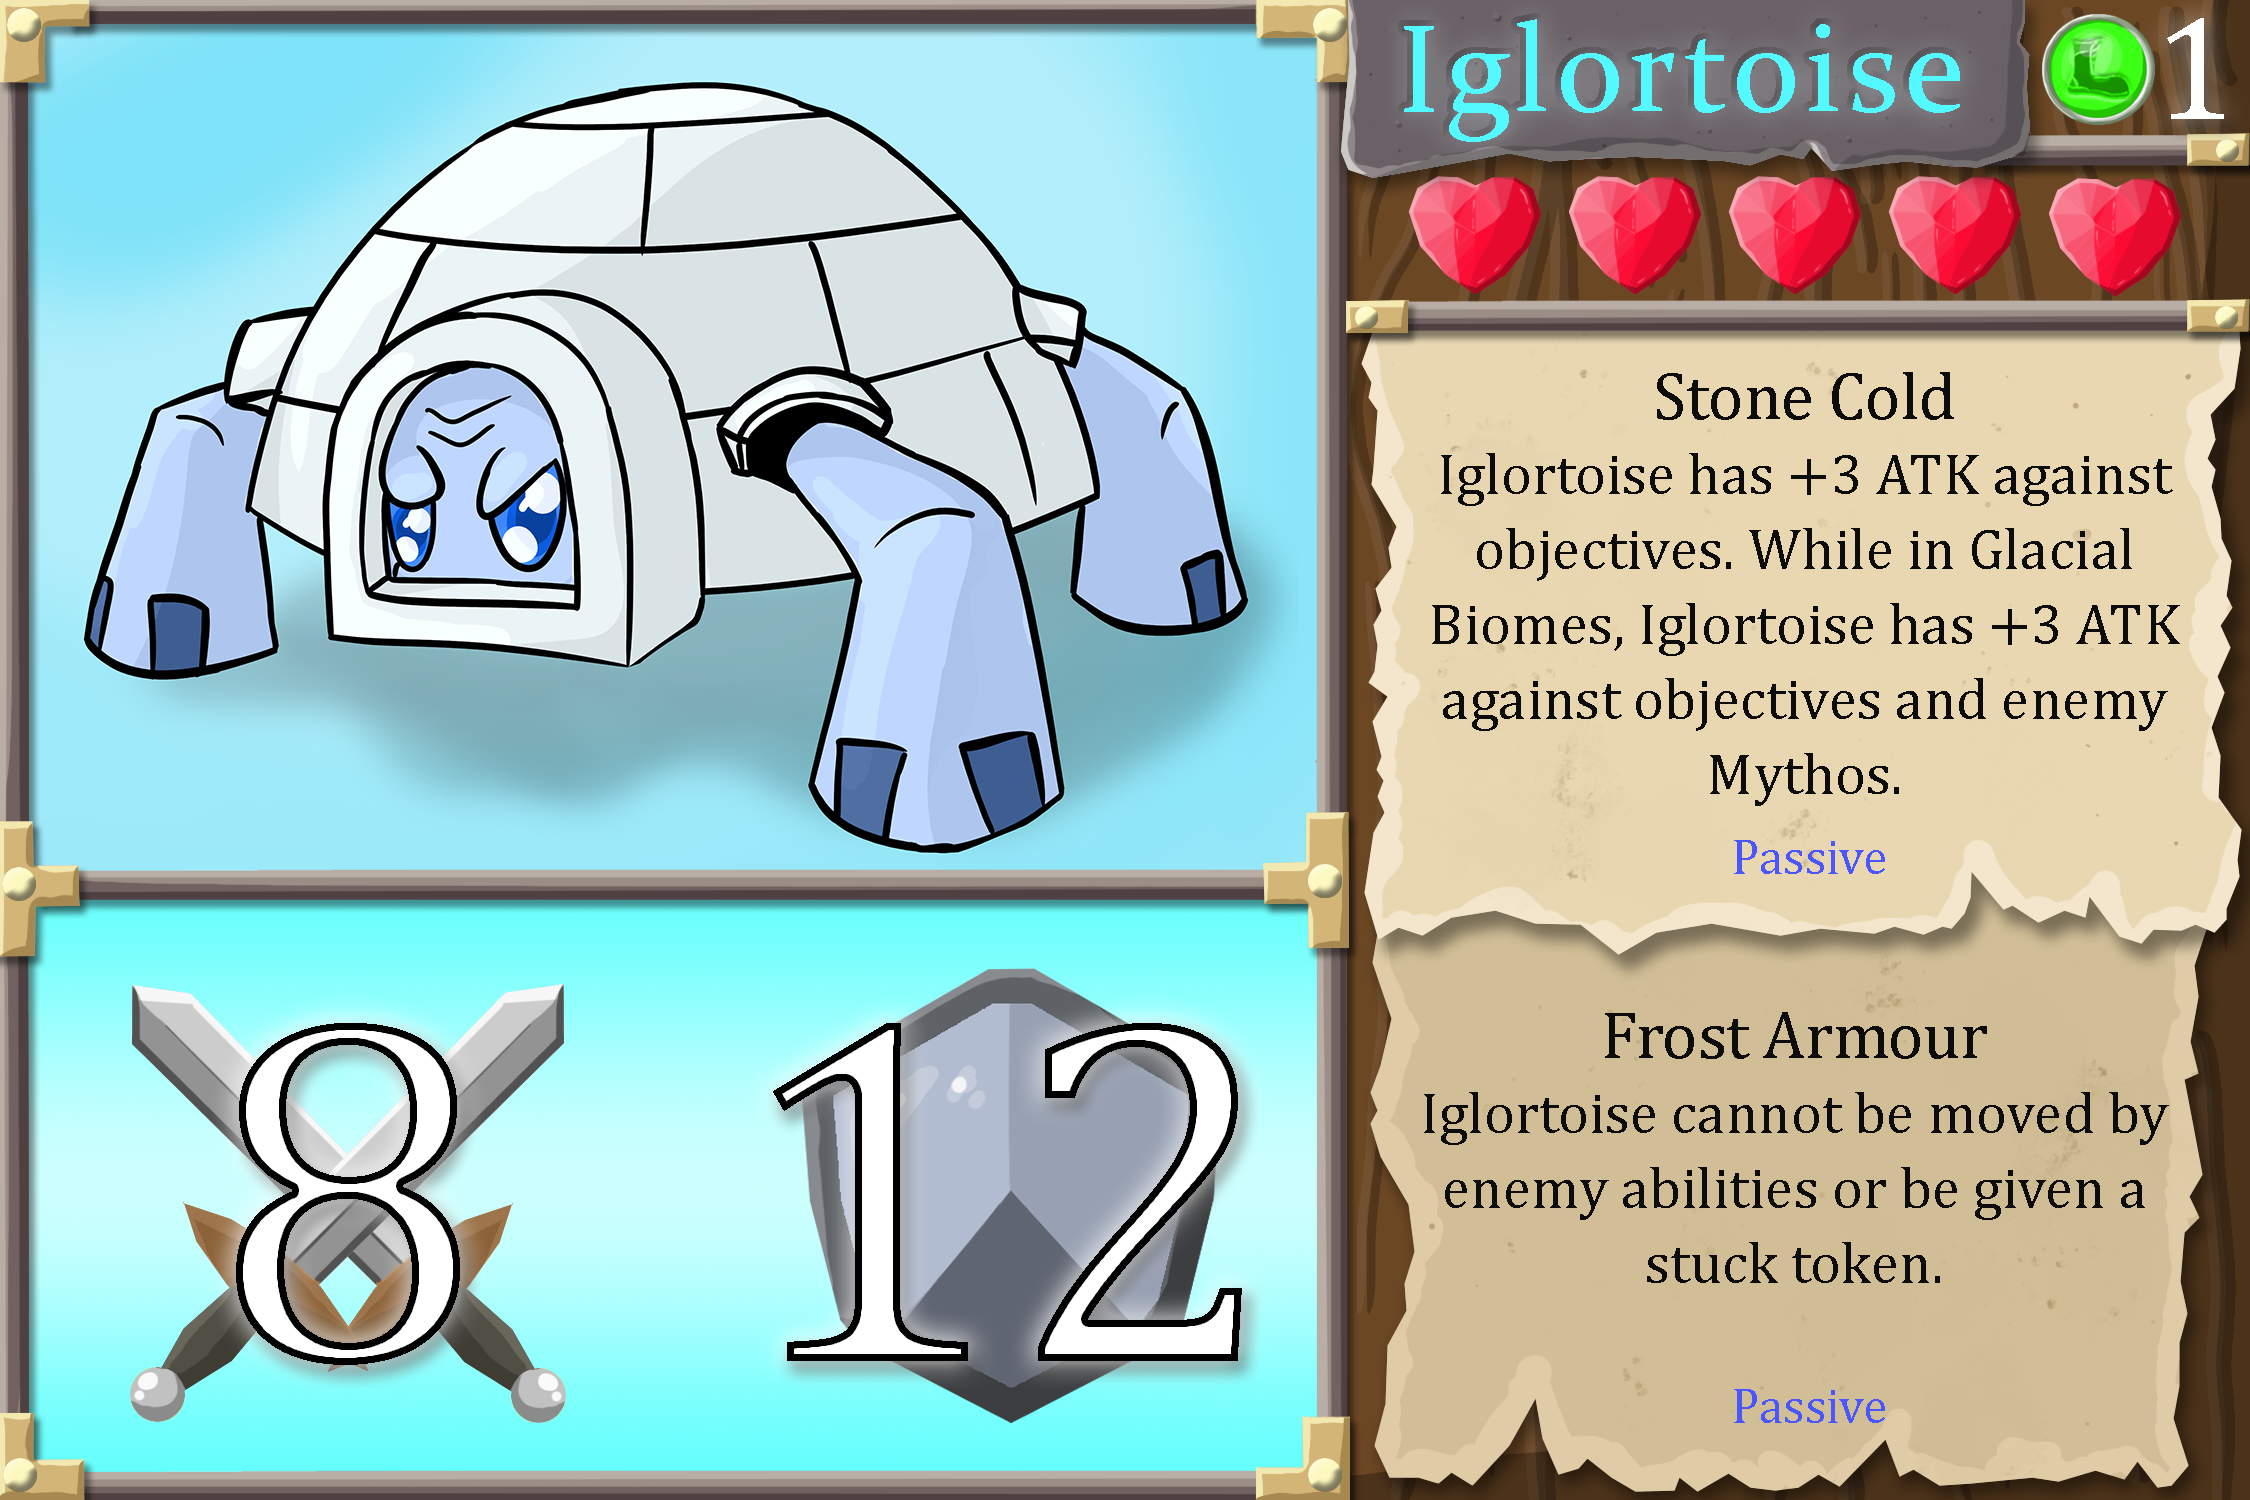 Iglortoise 1
Stone Cold
Iglortoise has +3 ATK against
objectives. While in Glacial
Biomes, Iglortoise has +3 ATK
against objectives and enemy
Mythos.
Passive
Frost Armour
Iglortoise cannot be moved by
enemy abilities or be given a
stuck token.
Passive
8 12